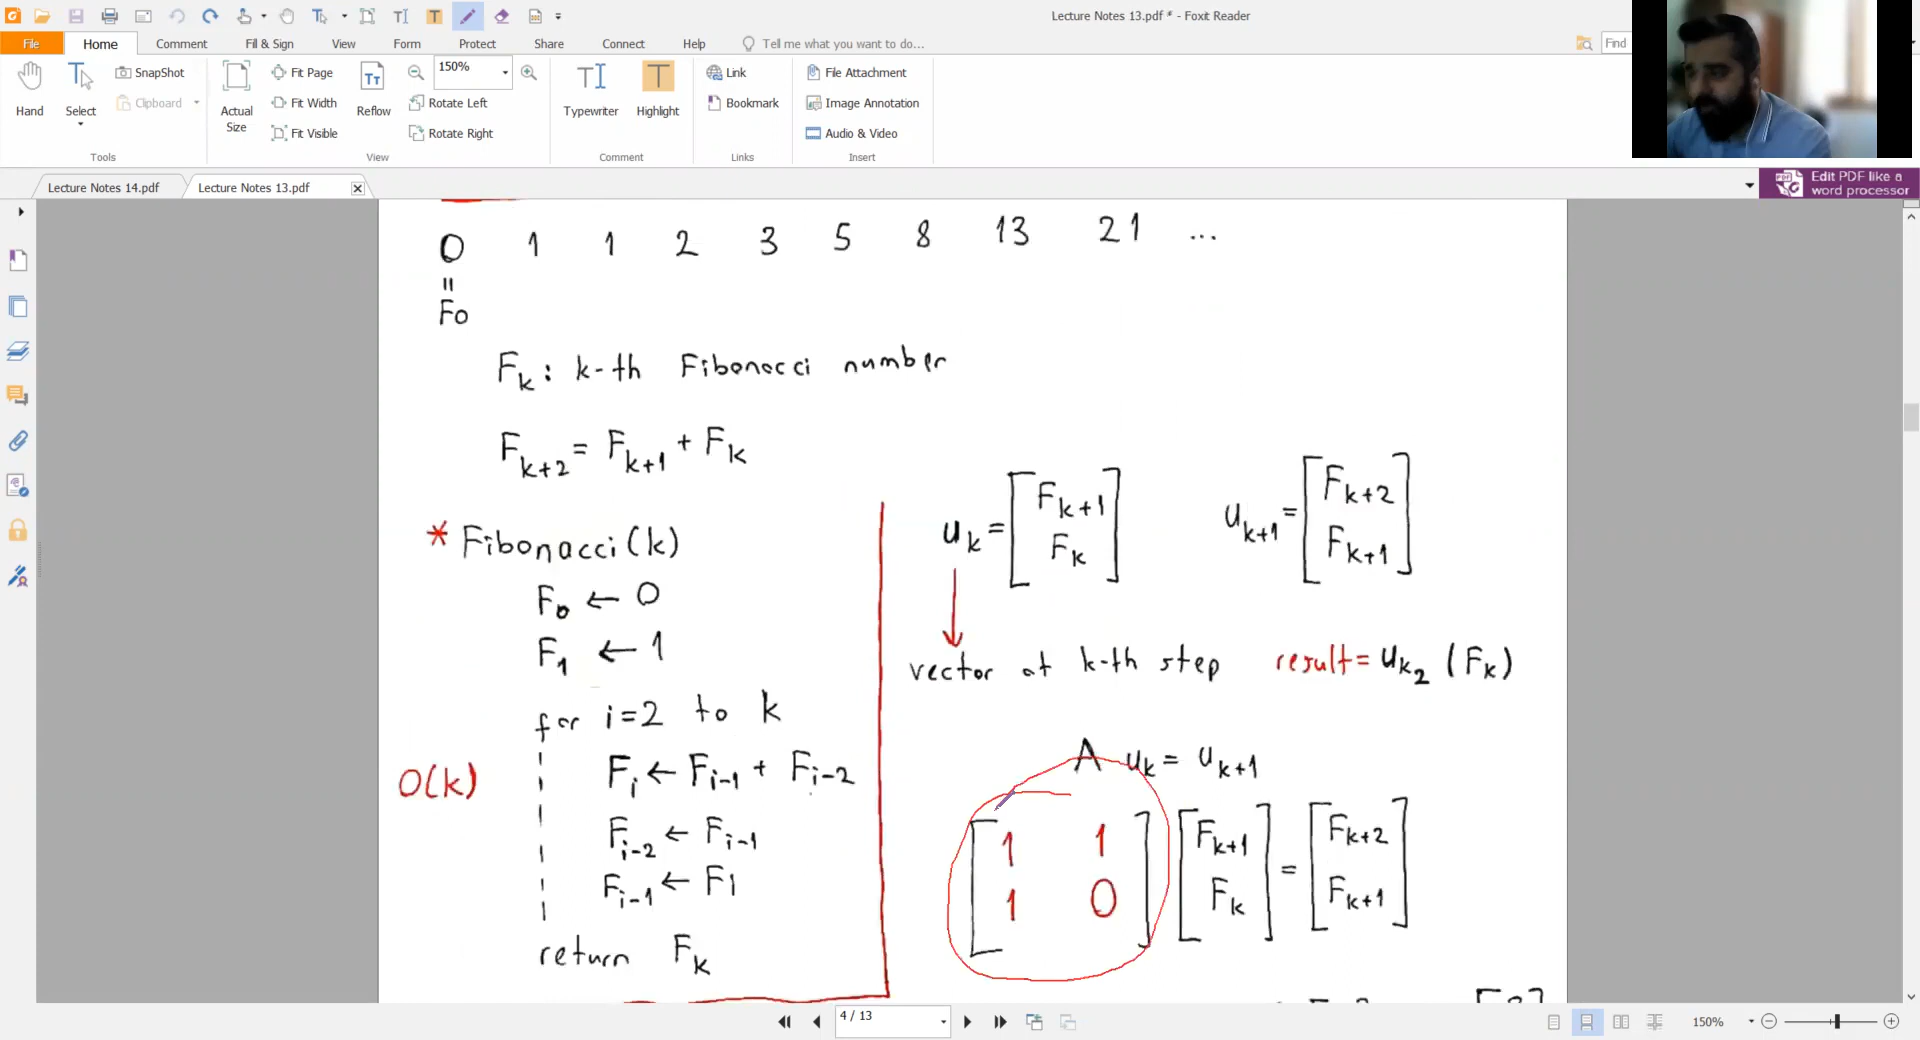 Lecture Notes 13.pdf * - Foxit Reader
File Home Comment Fill & Sign View Form Protect Share Connect Help Tell me what you want to do... Find
Hand
Select
SnapShot
Clipboard
Tools
Actual Size
Fit Page
Fit Width
Fit Visible
Reflow
150%
Rotate Left
Rotate Right
View
Typewriter
Highlight
Comment
Link
Bookmark
Links
File Attachment
Image Annotation
Audio & Video
Insert
Lecture Notes 14.pdf Lecture Notes 13.pdf
Edit PDF like a
word processor
0 1 1 2 3 5 8 13 21 ...
=
F0
Fk: k-th Fibonacci number
Fk+2 = Fk+1 + Fk
* Fibonacci(k)
F0 ← 0
F1 ← 1
for i=2 to k
Fi ← Fi-1 + Fi-2
O(k)
Fi-2 ← Fi-1
Fi-1 ← Fi
return Fk
uk = [Fk+1
Fk]
uk+1 = [Fk+2
Fk+1]
vector at k-th step result = uk2 (Fk)
A uk = uk+1
[1 1
1 0] [Fk+1
Fk] = [Fk+2
Fk+1]
4 / 13
150%